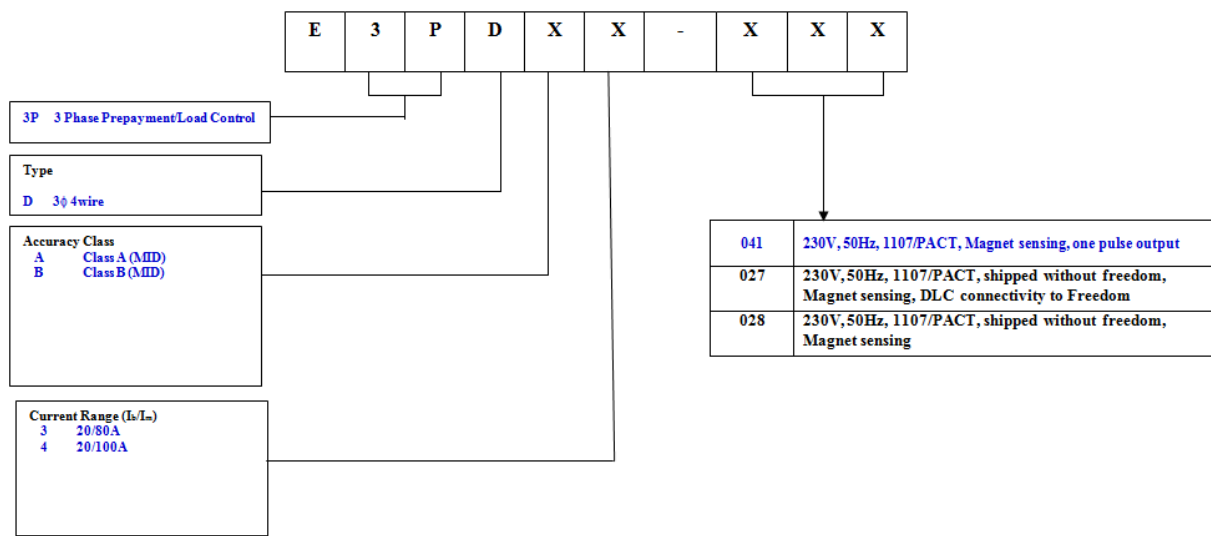 E 3 P D X X - X X X
3P 3 Phase Prepayment/Load Control
Type
D 3ϕ 4wire
Accuracy Class
A Class A (MID)
B Class B (MID)
Current Range (Ib/Im)
3 20/80A
4 20/100A
041 230V, 50Hz, 1107/PACT, Magnet sensing, one pulse output
027 230V, 50Hz, 1107/PACT, shipped without freedom,
Magnet sensing, DLC connectivity to Freedom
028 230V, 50Hz, 1107/PACT, shipped without freedom,
Magnet sensing